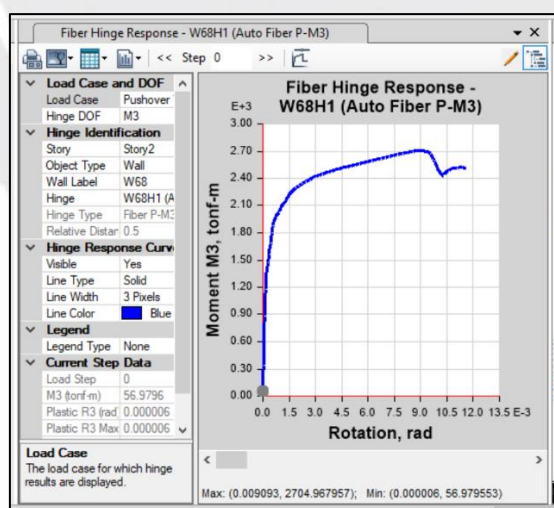 Fiber Hinge Response - W68H1 (Auto Fiber P-M3)
<< Step 0 >>
Load Case and DOF
Load Case Pushover
Hinge DOF M3
Hinge Identification
Story Story2
Object Type Wall
Wall Label W68
Hinge W68H1 (A
Hinge Type Fiber P-M3
Relative Distar 0.5
Hinge Response Curv
Visible Yes
Line Type Solid
Line Width 3 Pixels
Line Color Blue
Legend
Legend Type None
Current Step Data
Load Step 0
M3 (tonf-m) 56.9796
Plastic R3 (rad 0.000006
Plastic R3 Max 0.000006
Load Case
The load case for which hinge
results are displayed.
Fiber Hinge Response -
W68H1 (Auto Fiber P-M3)
E+3
3.00
2.70
2.40
2.10
1.80
1.50
1.20
0.90
0.60
0.30
0.00
Moment M3, tonf-m
0.0 1.5 3.0 4.5 6.0 7.5 9.0 10.5 12.0 13.5 E-3
Rotation, rad
Max: (0.009093, 2704.967957); Min: (0.000006, 56.979553)